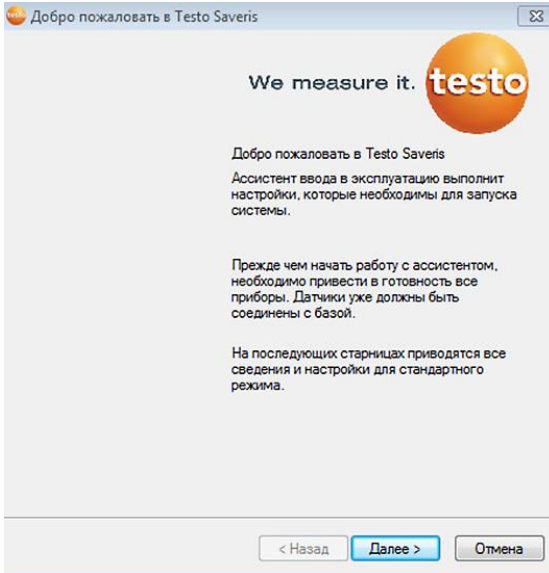 Добро пожаловать в Testo Saveris
We measure it. testo
Добро пожаловать в Testo Saveris
Ассистент ввода в эксплуатацию выполнит
настройки, которые необходимы для запуска
системы.
Прежде чем начать работу с ассистентом,
необходимо привести в готовность все
приборы. Датчики уже должны быть
соединены с базой.
На последующих старницах приводятся все
сведения и настройки для стандартного
режима.
< Назад Далее > Отмена